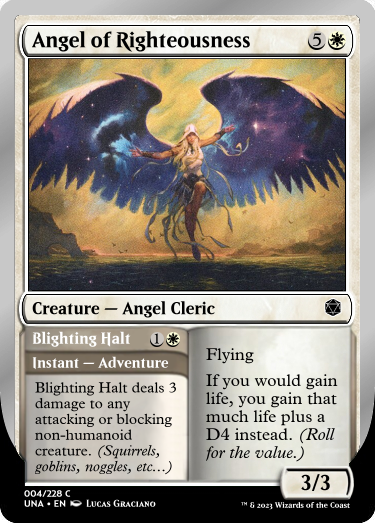 Angel of Righteousness 5
Creature — Angel Cleric
Blighting Halt 1
Instant — Adventure
Blighting Halt deals 3
damage to any
attacking or blocking
non-humanoid
creature. (Squirrels,
goblins, noggles, etc…)
Flying
If you would gain
life, you gain that
much life plus a
D4 instead. (Roll
for the value.)
3/3
004/228 C
UNA • EN Lucas Graciano
™ & 2023 Wizards of the Coast